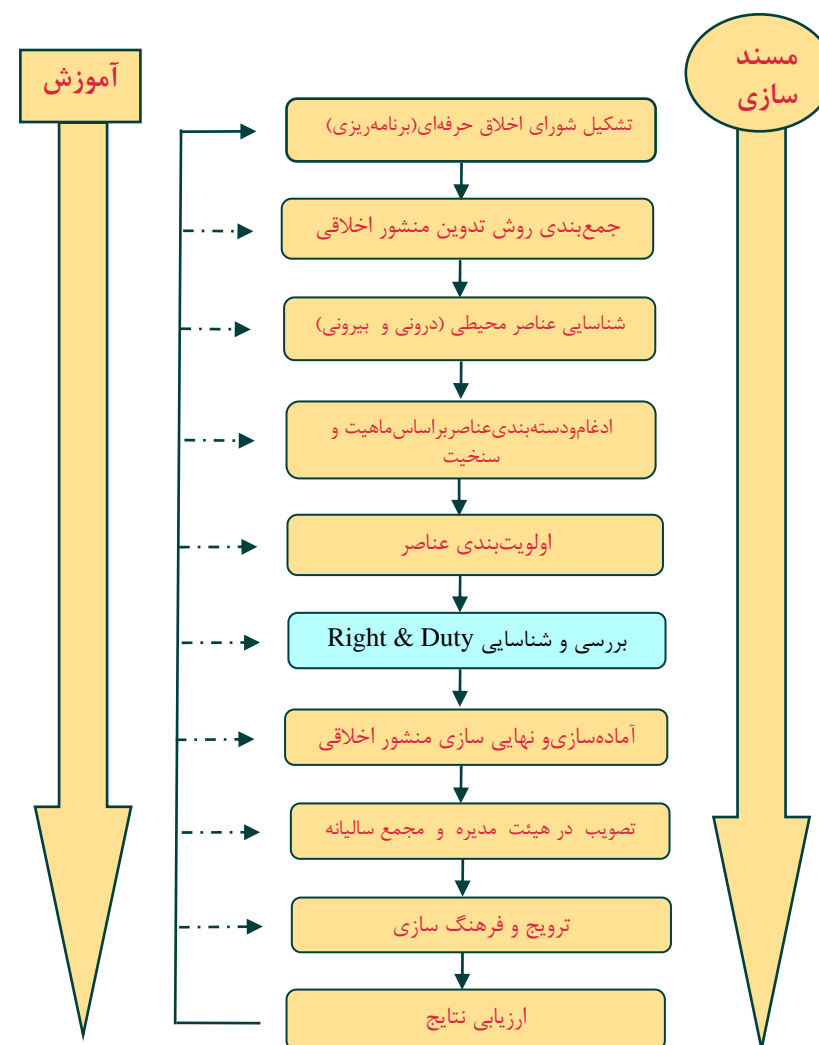 مسند
سازی
آموزش
تشکیل شورای اخلاق حرفه‌ای(برنامه‌ریزی)
جمع‌بندی روش تدوین منشور اخلاقی
شناسایی عناصر محیطی (درونی و بیرونی)
ادغام‌ودسته‌بندی‌عناصربراساس‌ماهیت و
سنخیت
اولویت‌بندی عناصر
بررسی و شناسایی Right & Duty
آماده‌سازی‌و نهایی سازی منشور اخلاقی
تصویب در هیئت مدیره و مجمع سالیانه
ترویج و فرهنگ سازی
ارزیابی نتایج